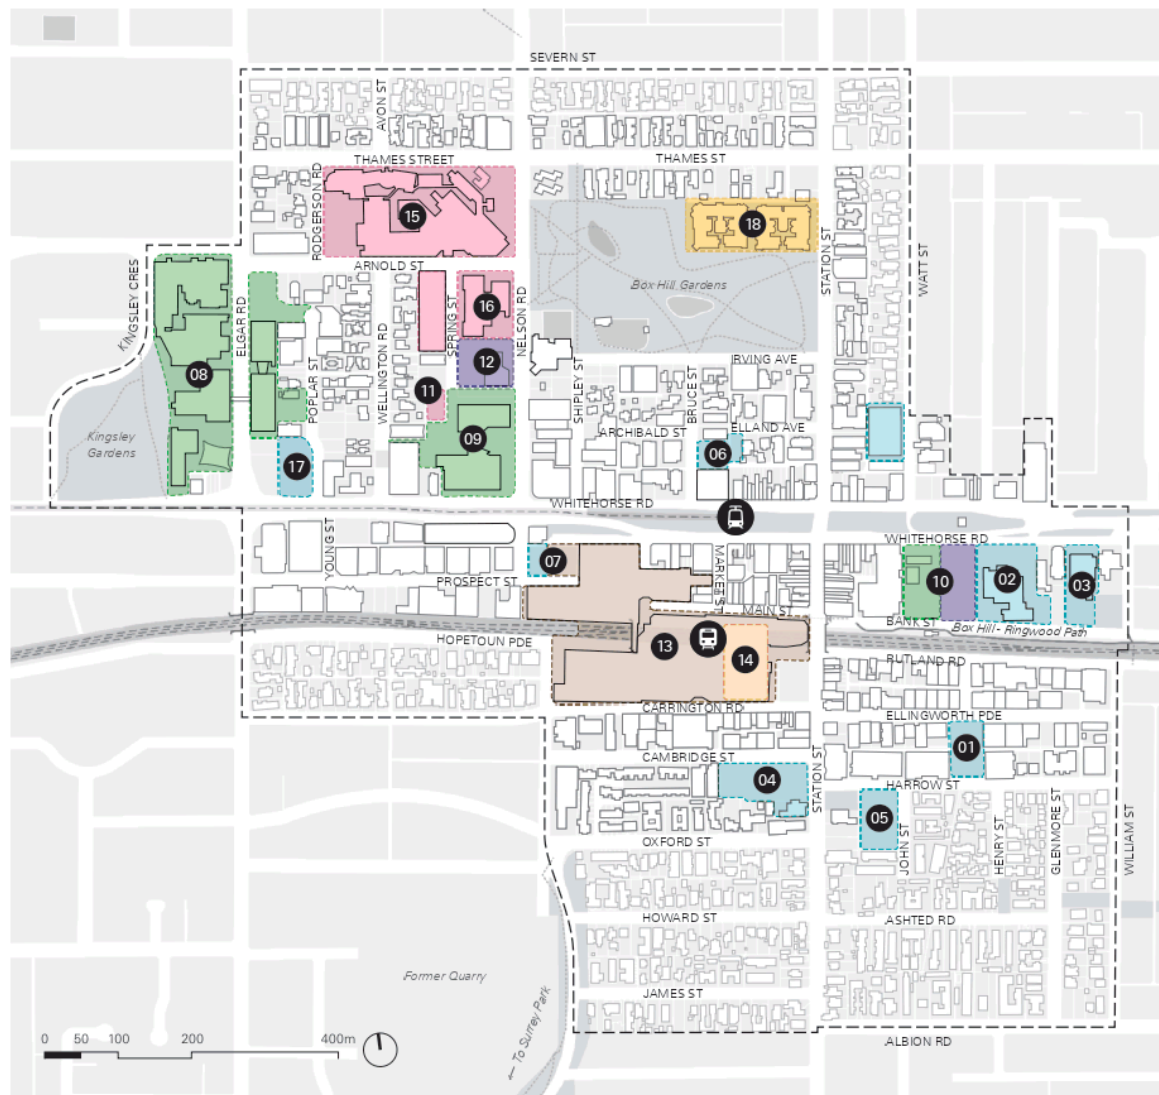 SEVERN ST
AVON ST
THAMES STREET
THAMES ST
RODGERSON RD
15
18
STATION ST
WATT ST
ARNOLD ST
KINGSLEY CRES
Box Hill Gardens
ELGAR RD
SPRING ST
16
NELSON RD
WELLINGTON RD
12
IRVING AVE
08
POPLAR ST
11
SHIPLEY ST
BRUCE ST
Kingsley
Gardens
09
ARCHIBALD ST
ELLAND AVE
06
17
WHITEHORSE RD
WHITEHORSE RD
YOUNG ST
07
MARKET ST
PROSPECT ST
10
02
03
MAIN ST
BANK ST
Box Hill - Ringwood Path
HOPETOUN PDE
13
14
RUTLAND RD
CARRINGTON RD
ELLINGWORTH PDE
01
CAMBRIDGE ST
04
STATION ST
HARROW ST
05
JOHN ST
HENRY ST
GLENMORE ST
WILLIAM ST
OXFORD ST
HOWARD ST
ASHTED RD
Former Quarry
JAMES ST
To Surrey Park
0 50 100 200 400m
ALBION RD